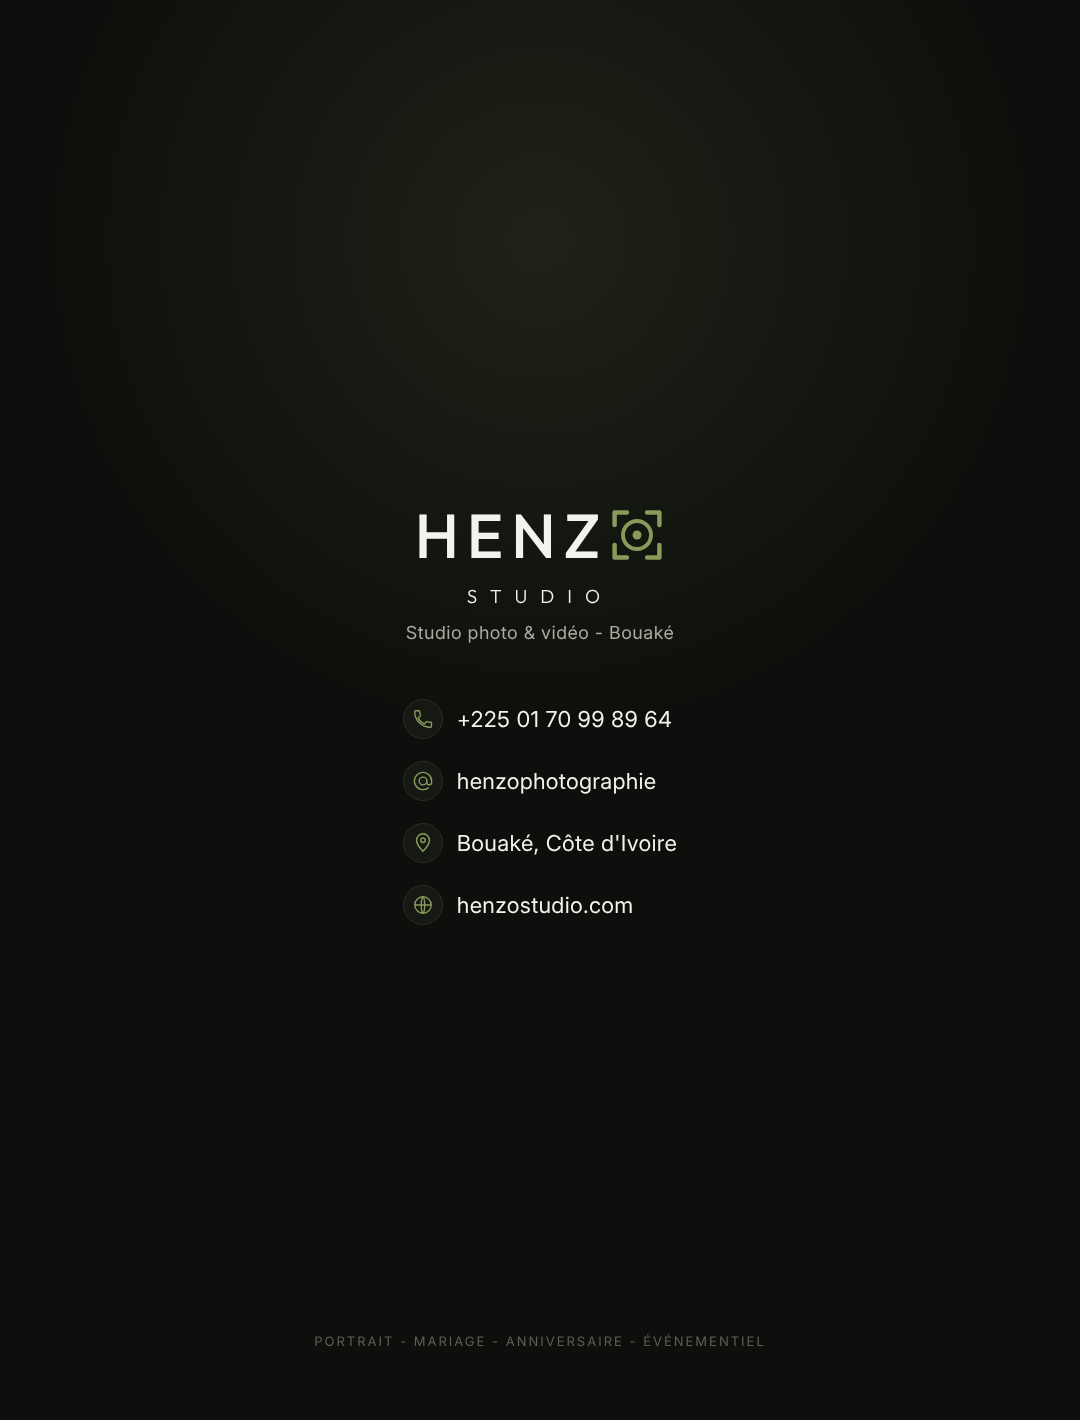 HENZO
STUDIO
Studio photo & vidéo - Bouaké
+225 01 70 99 89 64
henzophotographie
Bouaké, Côte d'Ivoire
henzostudio.com
PORTRAIT - MARIAGE - ANNIVERSAIRE - ÉVÉNEMENTIEL